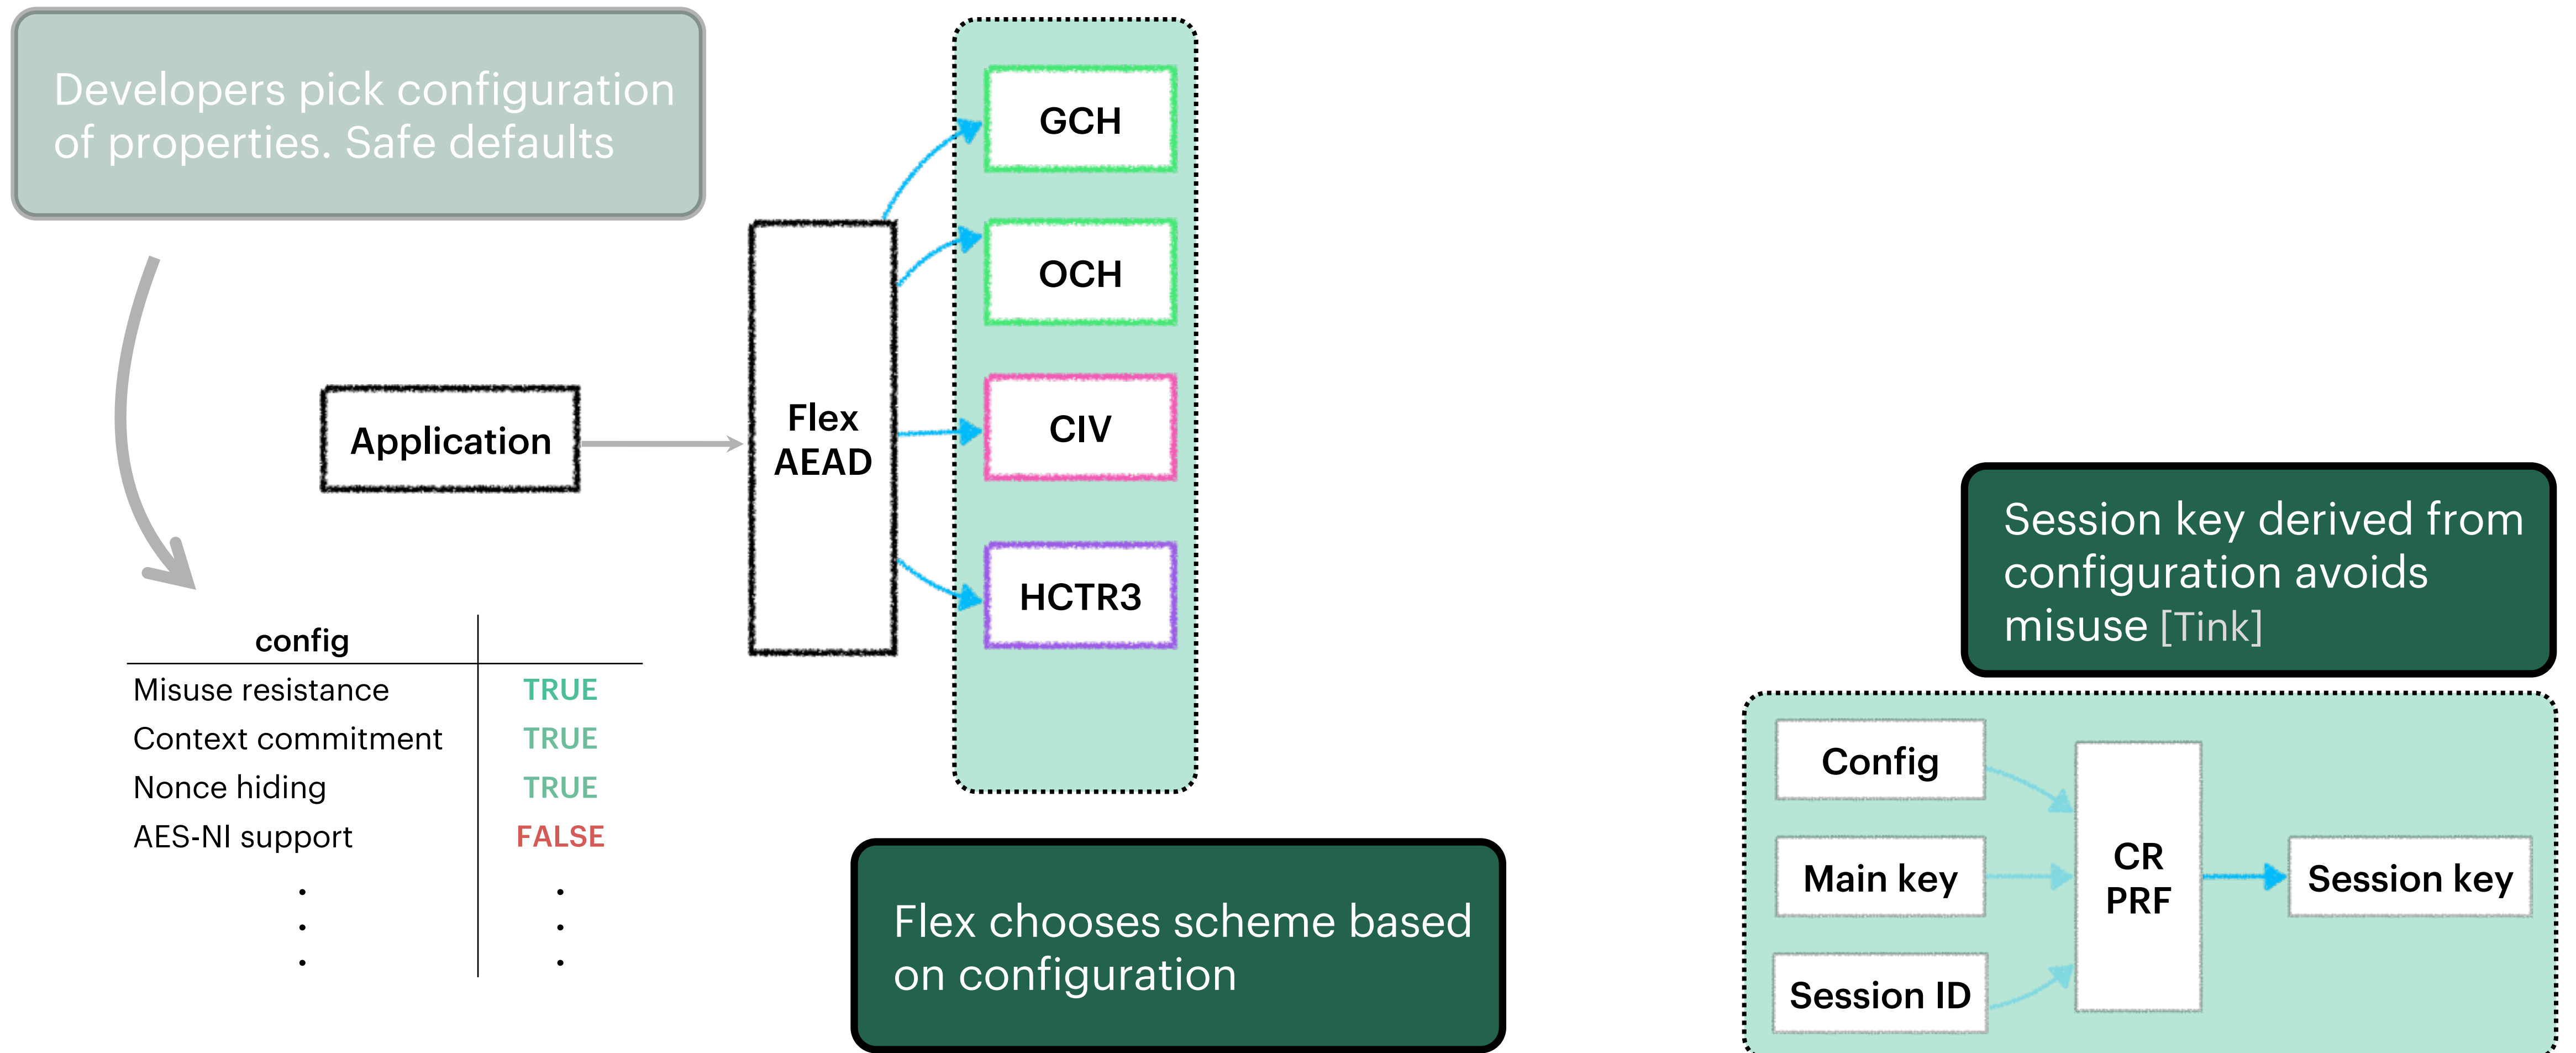 Developers pick configuration
of properties. Safe defaults
GCH
OCH
CIV
HCTR3
Flex
AEAD
Application
config
Misuse resistance TRUE
Context commitment TRUE
Nonce hiding TRUE
AES-NI support FALSE
Flex chooses scheme based
on configuration
Session key derived from
configuration avoids
misuse [Tink]
Config
Main key
Session ID
CR
PRF
Session key